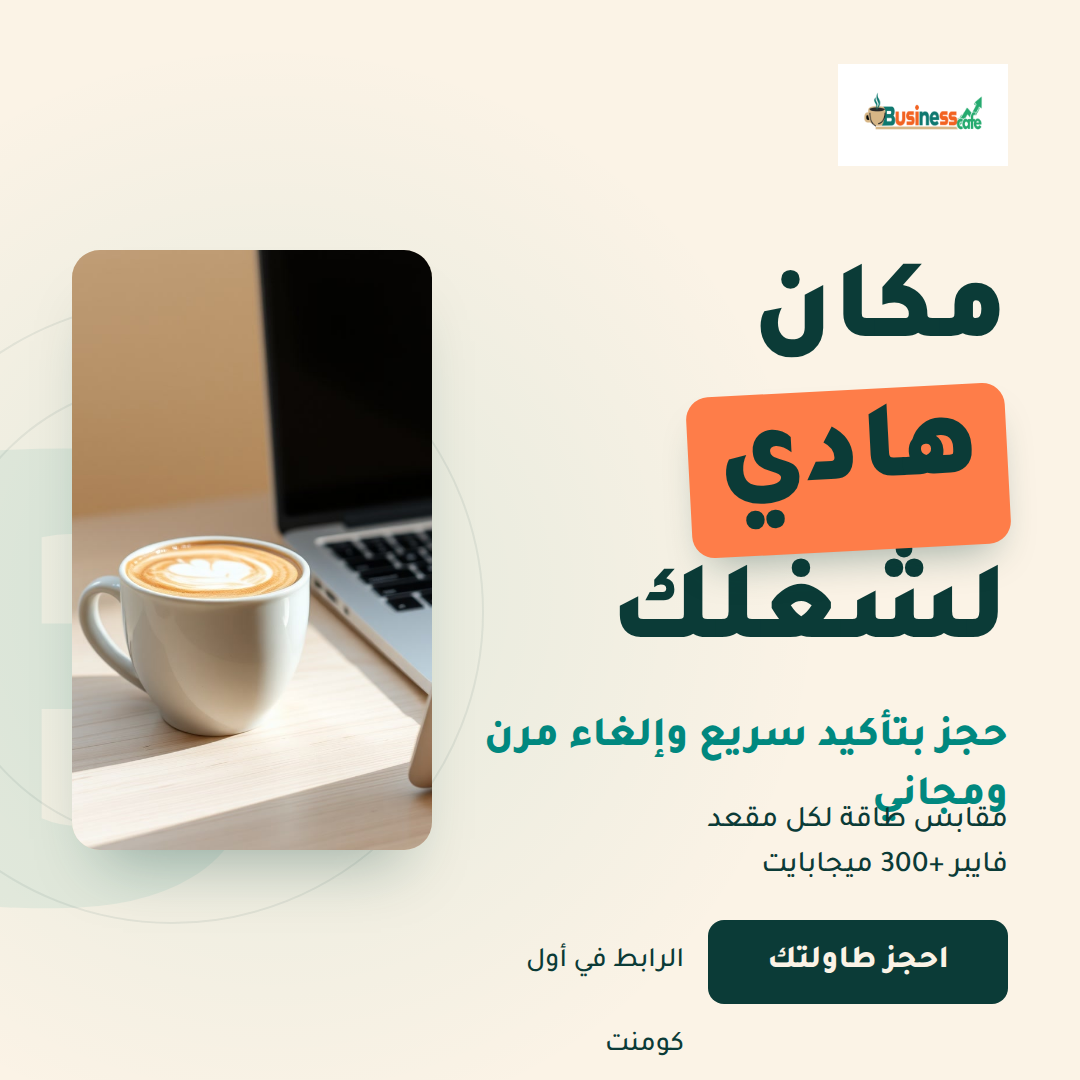 Business cafe
مكان
هادي
لشغلك
حجز بتأكيد سريع وإلغاء مرن
ومجاني
مقابس طاقة لكل مقعد
فايبر +300 ميجابايت
احجز طاولتك
الرابط في أول
كومنت